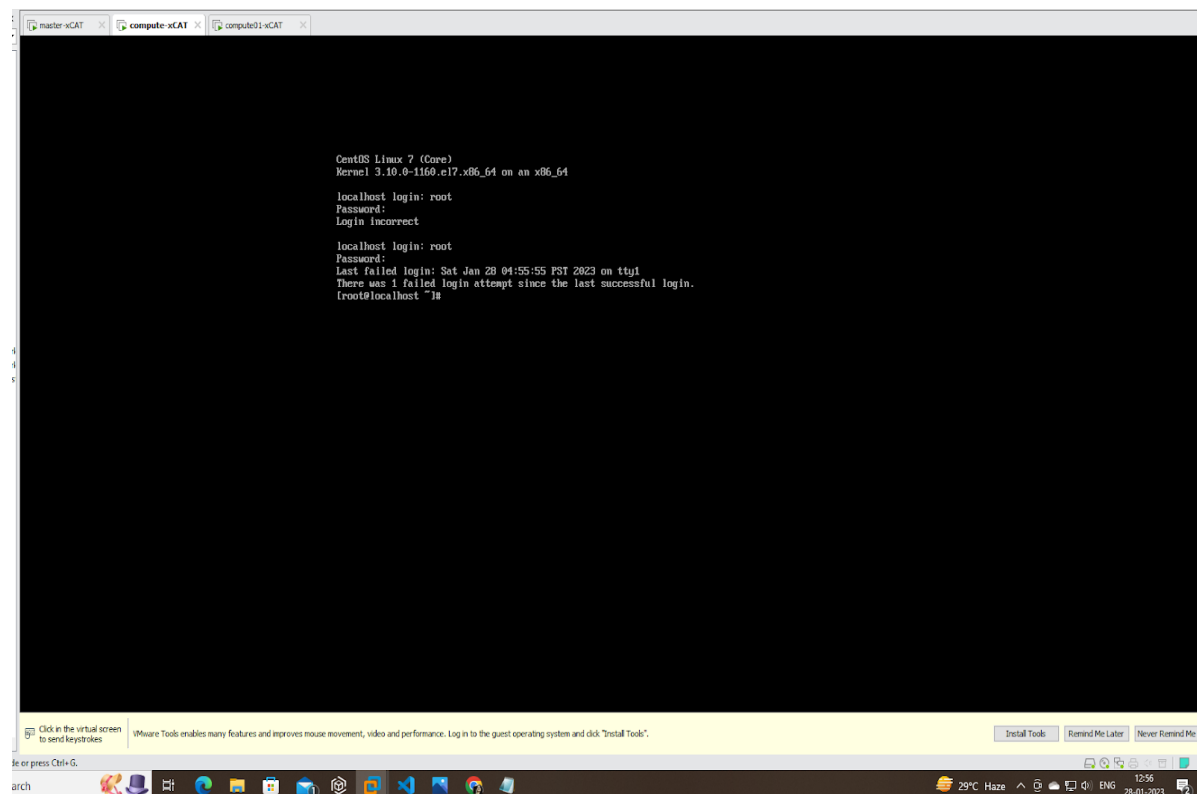 master-xCAT
compute-xCAT
compute01-xCAT
CentOS Linux 7 (Core)
Kernel 3.10.0-1160.el7.x86_64 on an x86_64
localhost login: root
Password:
Login incorrect
localhost login: root
Password:
Last failed login: Sat Jan 28 04:55:55 PST 2023 on tty1
There was 1 failed login attempt since the last successful login.
[root@localhost ~]#
Click in the virtual screen
to send keystrokes
VMware Tools enables many features and improves mouse movement, video and performance. Log in to the guest operating system and click "Install Tools".
Install Tools
Remind Me Later
Never Remind Me
de or press Ctrl+G.
arch
29°C Haze
ENG
12:56
28-01-2023